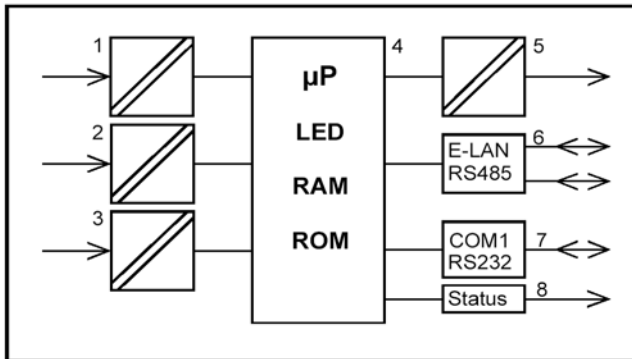 1
2
3
4
µP
LED
RAM
ROM
5
6
E-LAN
RS485
7
COM1
RS232
8
Status